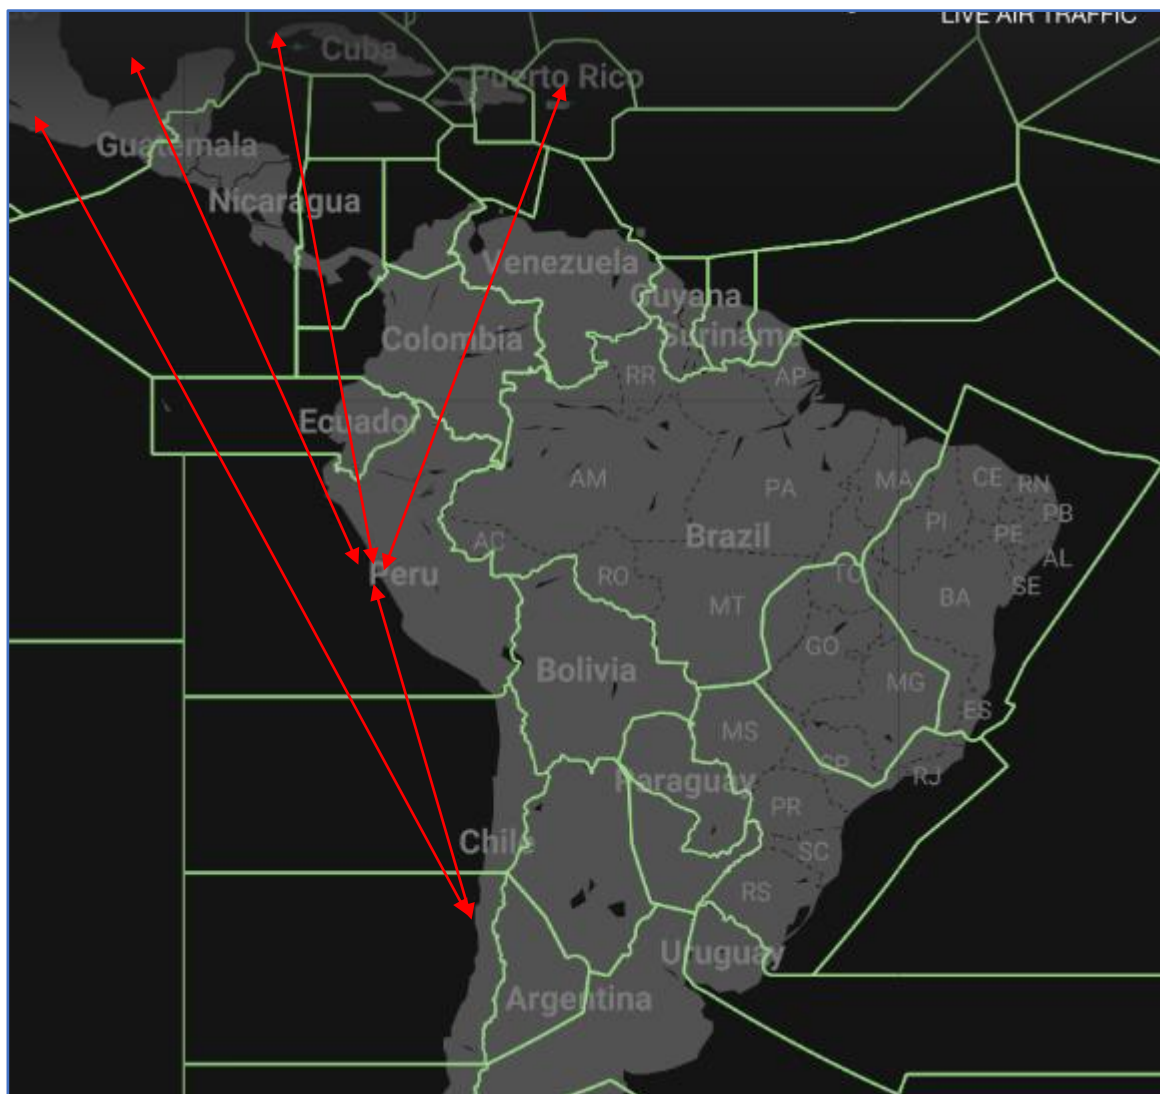 LIVE AIR TRAFFIC
Cuba
Puerto Rico
Guatemala
Nicaragua
Venezuela
Guyana
Colombia
Suriname
RR
AP
Ecuador
AM
PA
MA
CE
RN
PI
PB
PE
Brazil
AC
AL
Peru
RO
TO
SE
MT
BA
GO
Bolivia
MG
ES
MS
SP
Paraguay
RJ
PR
Chile
SC
RS
Uruguay
Argentina